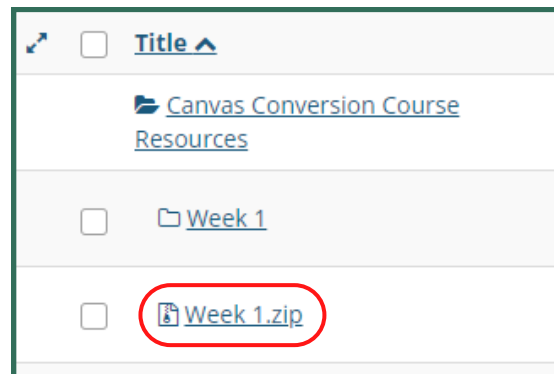 Title
Canvas Conversion Course
Resources
Week 1
Week 1.zip